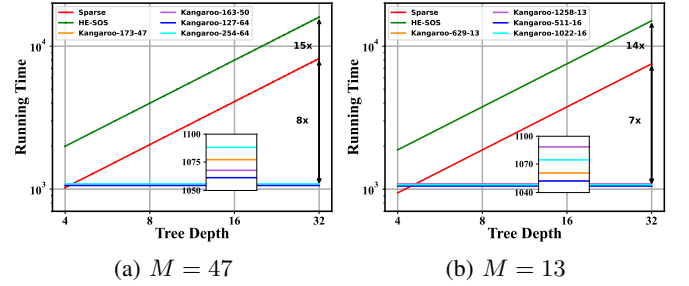 Sparse
HE-SOS
Kangaroo-173-47
Kangaroo-163-50
Kangaroo-127-64
Kangaroo-254-64
Running Time
10⁴
10³
15x
8x
1100
1075
1050
4 8 16 32
Tree Depth
(a) M = 47
Sparse
HE-SOS
Kangaroo-629-13
Kangaroo-1258-13
Kangaroo-511-16
Kangaroo-1022-16
Running Time
10⁴
10³
14x
7x
1100
1070
1040
4 8 16 32
Tree Depth
(b) M = 13